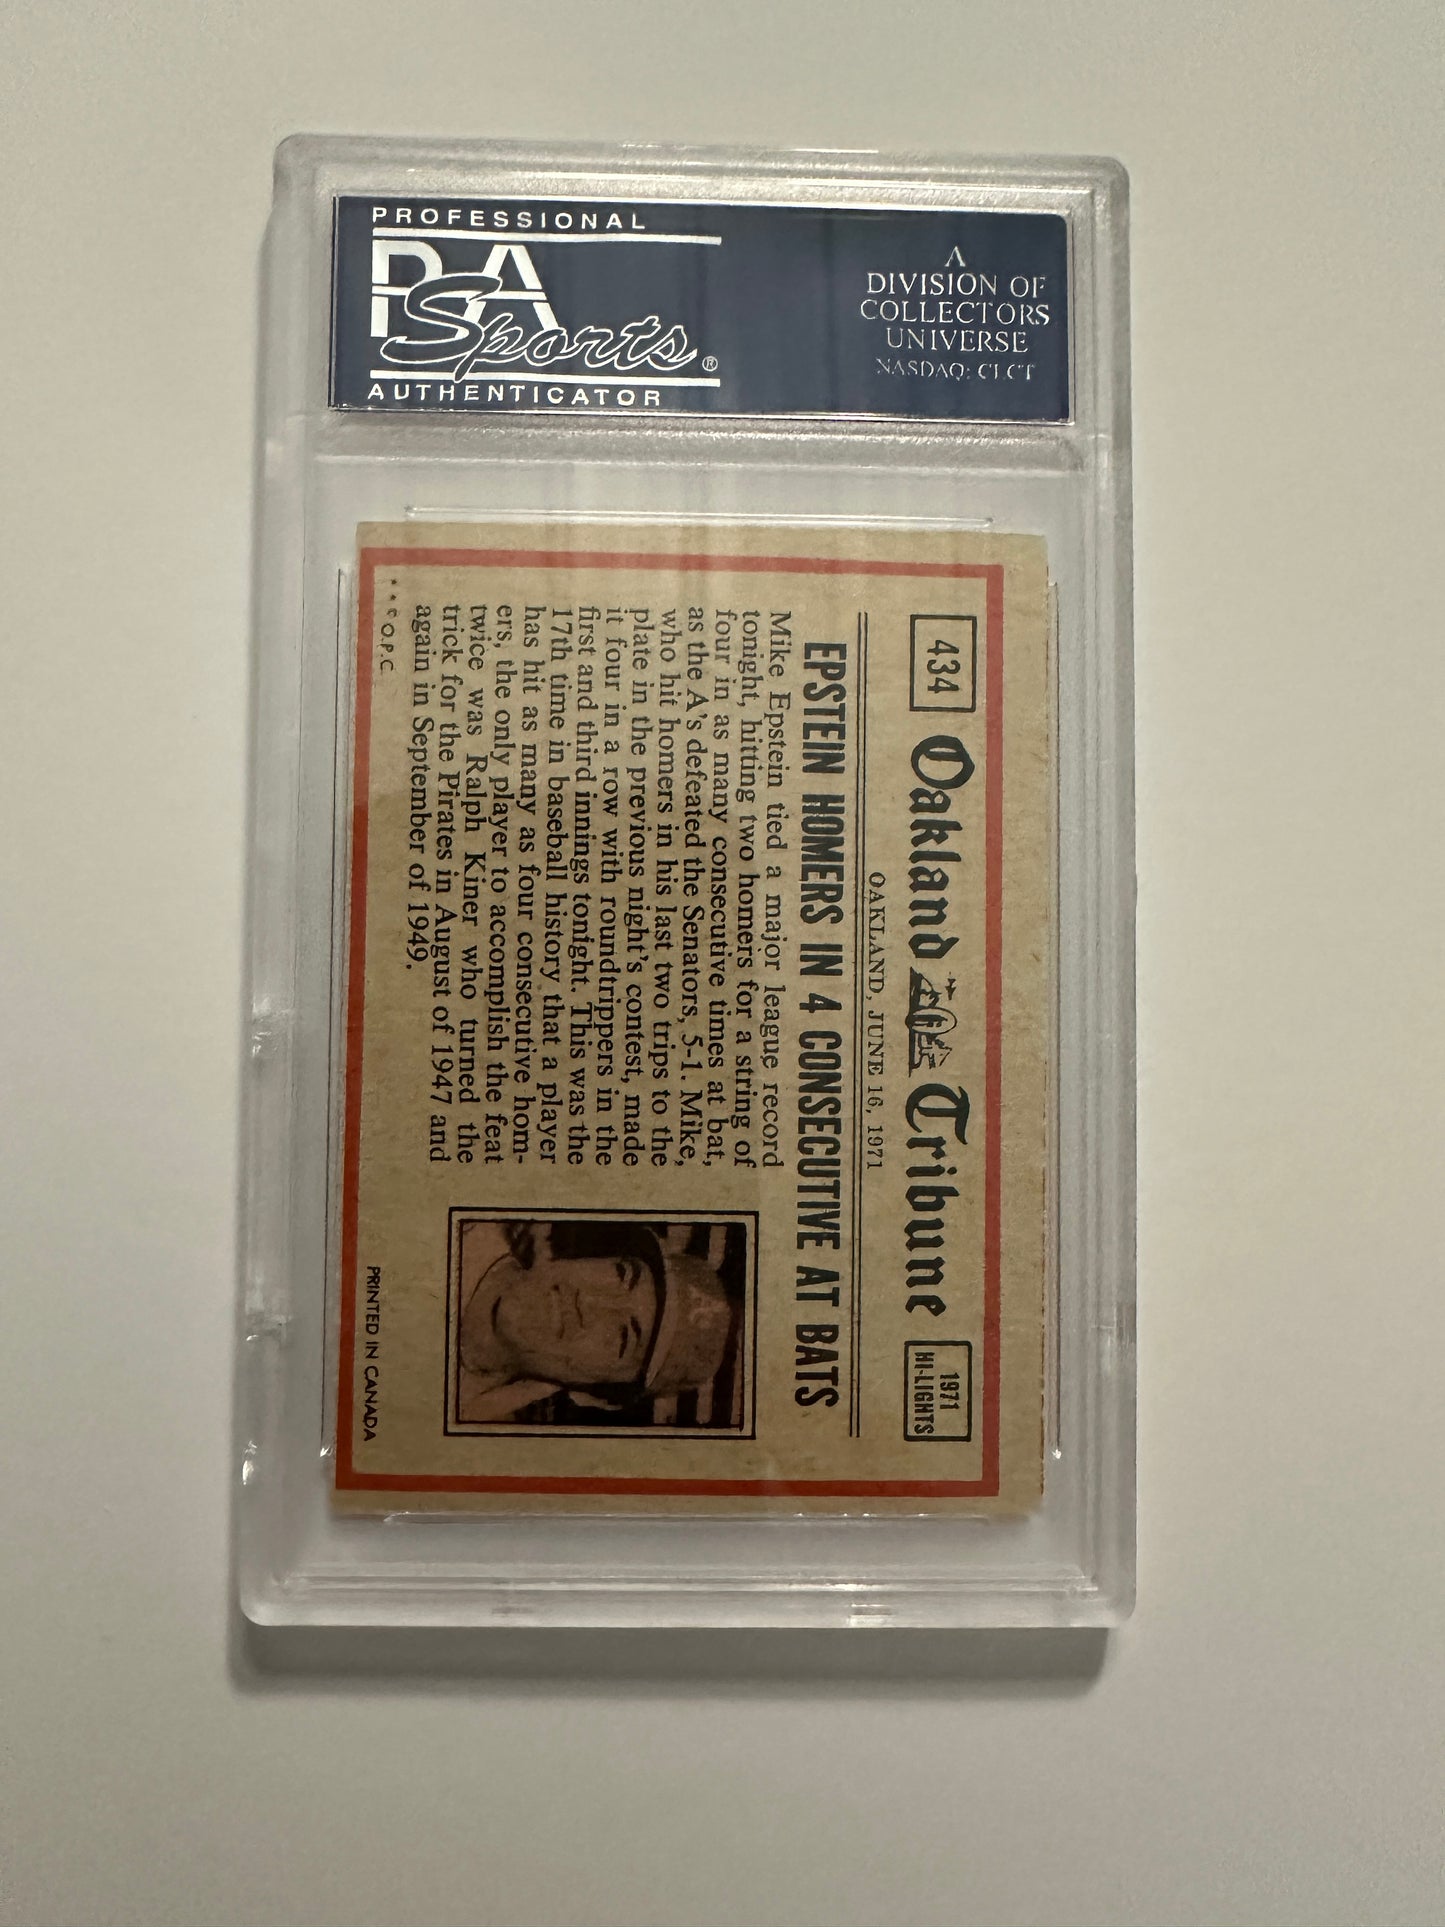 PROFESSIONAL
PSA
Sports®
AUTHENTICATOR
A
DIVISION OF
COLLECTORS
UNIVERSE
NASDAQ: CLCT
434
Oakland Tribune
1971
HI-LIGHTS
OAKLAND, JUNE 16, 1971
EPSTEIN HOMERS IN 4 CONSECUTIVE AT BATS
Mike Epstein tied a major league record
tonight, hitting two homers for a string of
four in as many consecutive times at bat,
as the A's defeated the Senators, 5-1. Mike,
who hit homers in his last two trips to the
plate in the previous night's contest, made
it four in a row with roundtrippers in the
first and third innings tonight. This was the
17th time in baseball history that a player
has hit as many as four consecutive hom-
ers, the only player to accomplish the feat
twice was Ralph Kiner who turned the
trick for the Pirates in August of 1947 and
again in September of 1949.
A's
**© O.P.C.
PRINTED IN CANADA